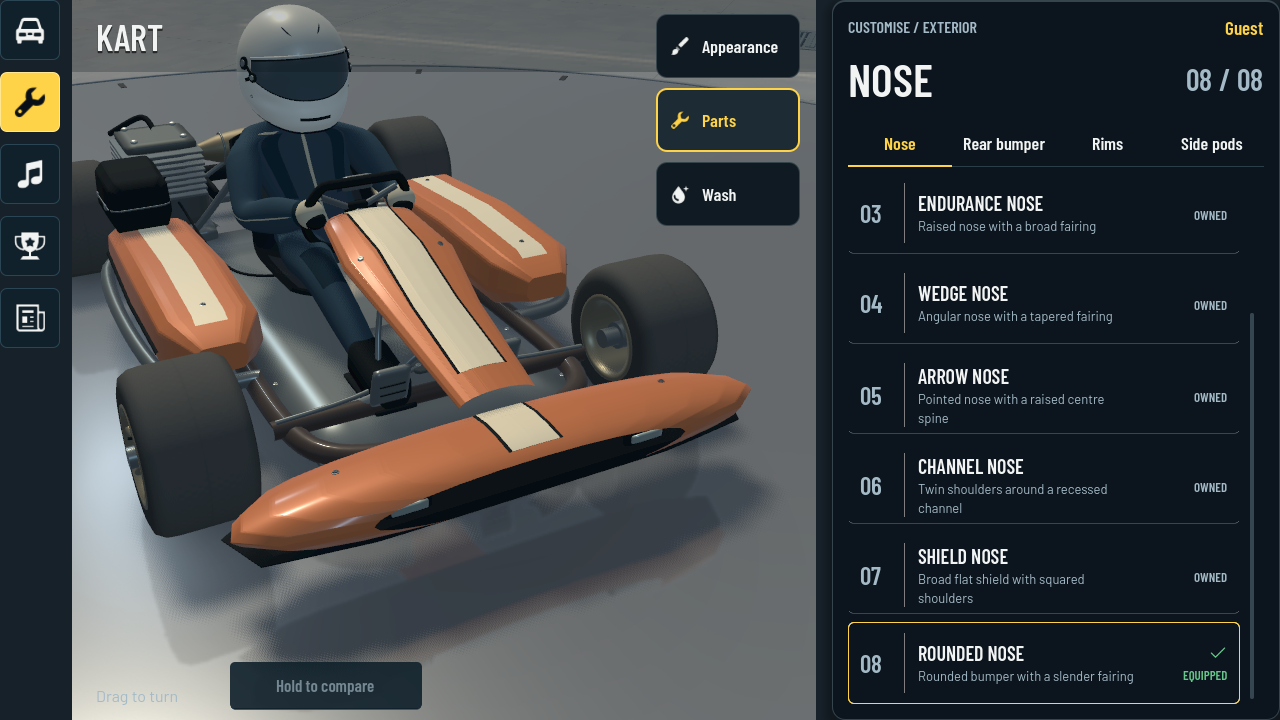 KART
Appearance
Parts
Wash
Drag to turn
Hold to compare
CUSTOMISE / EXTERIOR
Guest
NOSE
08 / 08
Nose
Rear bumper
Rims
Side pods
03
ENDURANCE NOSE
Raised nose with a broad fairing
OWNED
04
WEDGE NOSE
Angular nose with a tapered fairing
OWNED
05
ARROW NOSE
Pointed nose with a raised centre
spine
OWNED
06
CHANNEL NOSE
Twin shoulders around a recessed
channel
OWNED
07
SHIELD NOSE
Broad flat shield with squared
shoulders
OWNED
08
ROUNDED NOSE
Rounded bumper with a slender fairing
EQUIPPED